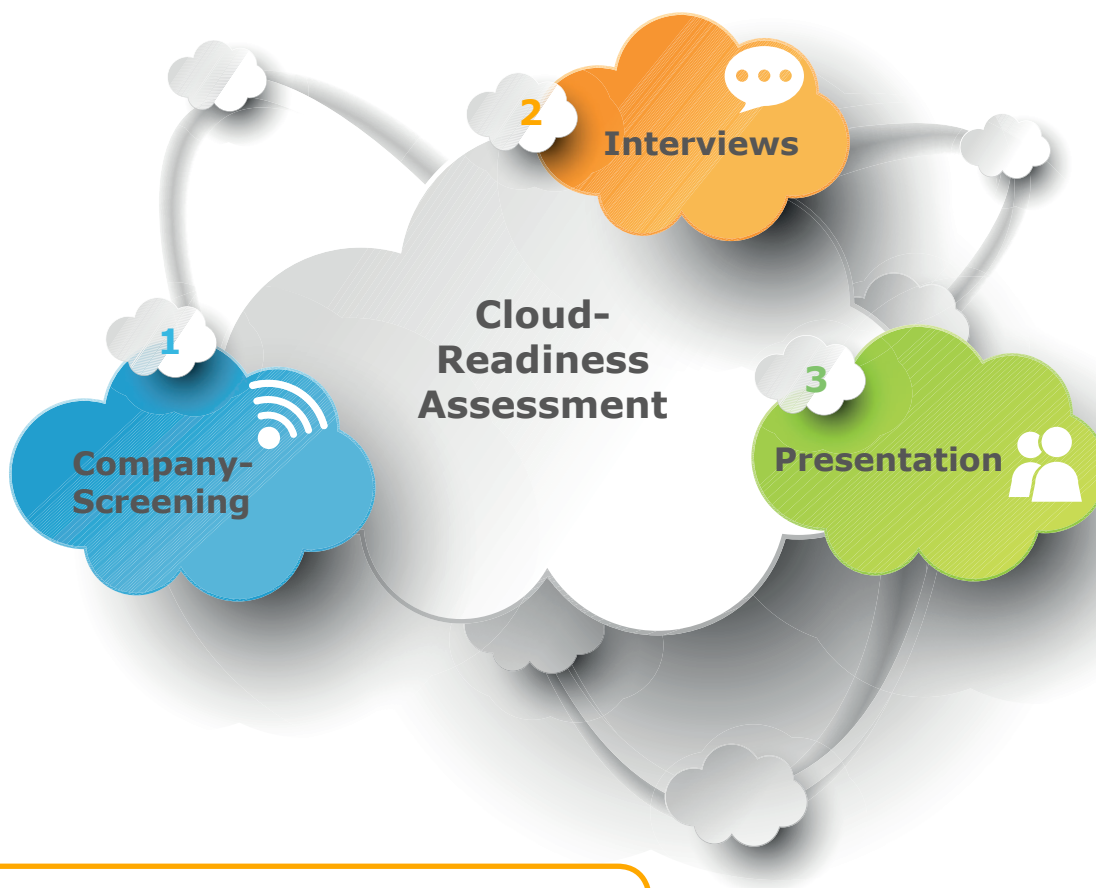 2
Interviews
Cloud-
Readiness
Assessment
1
Company-
Screening
3
Presentation